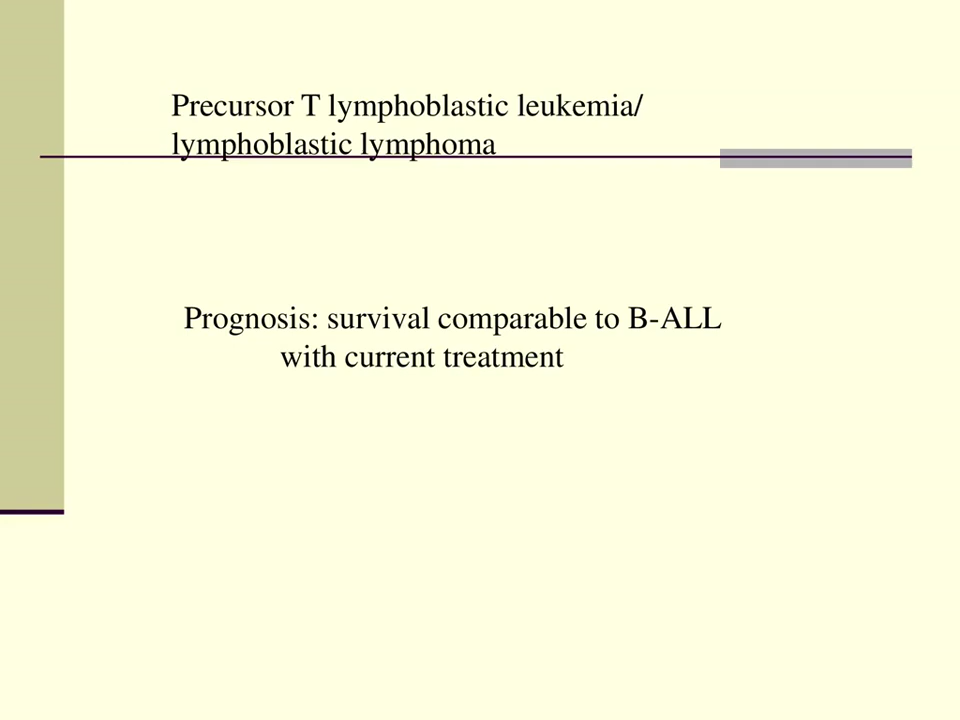 Precursor T lymphoblastic leukemia/
lymphoblastic lymphoma
Prognosis: survival comparable to B-ALL
with current treatment